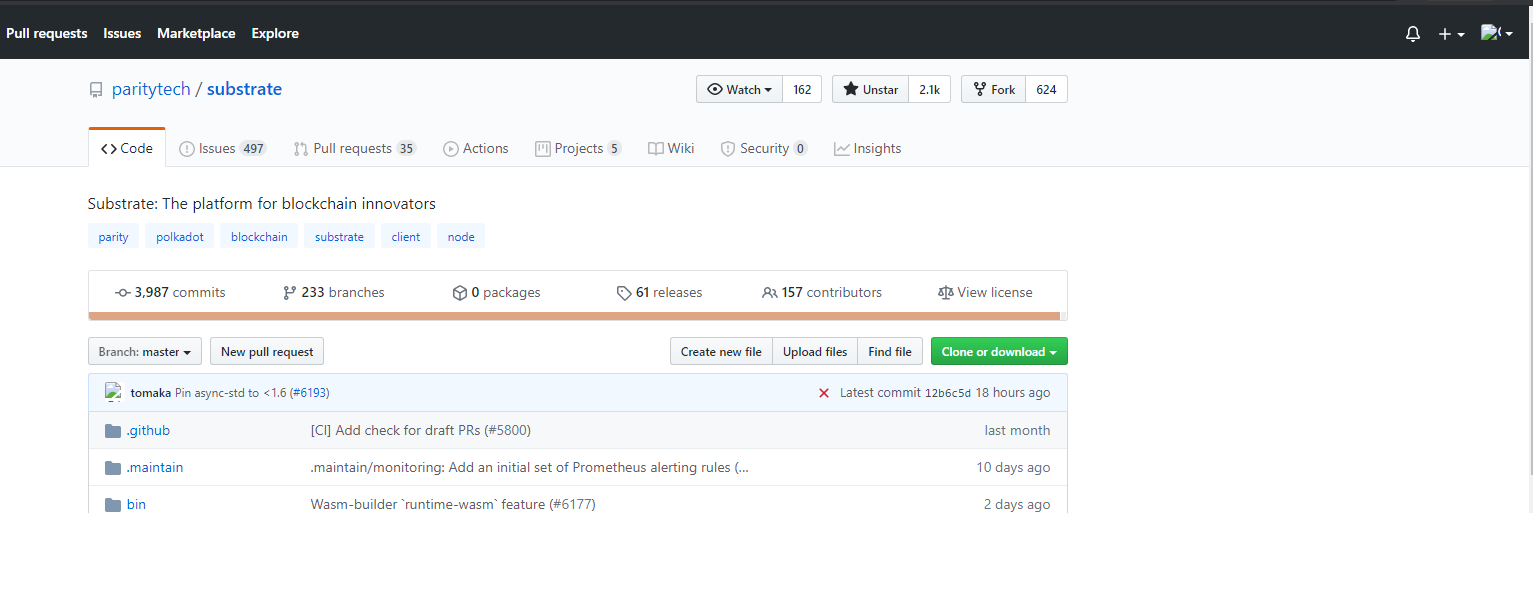 Pull requests Issues Marketplace Explore
paritytech / substrate Watch 162 Unstar 2.1k Fork 624
Code Issues 497 Pull requests 35 Actions Projects 5 Wiki Security 0 Insights
Substrate: The platform for blockchain innovators
parity polkadot blockchain substrate client node
3,987 commits 233 branches 0 packages 61 releases 157 contributors View license
Branch: master New pull request Create new file Upload files Find file Clone or download
tomaka Pin async-std to <1.6 (#6193) Latest commit 12b6c5d 18 hours ago
.github [CI] Add check for draft PRs (#5800) last month
.maintain .maintain/monitoring: Add an initial set of Prometheus alerting rules (... 10 days ago
bin Wasm-builder `runtime-wasm` feature (#6177) 2 days ago